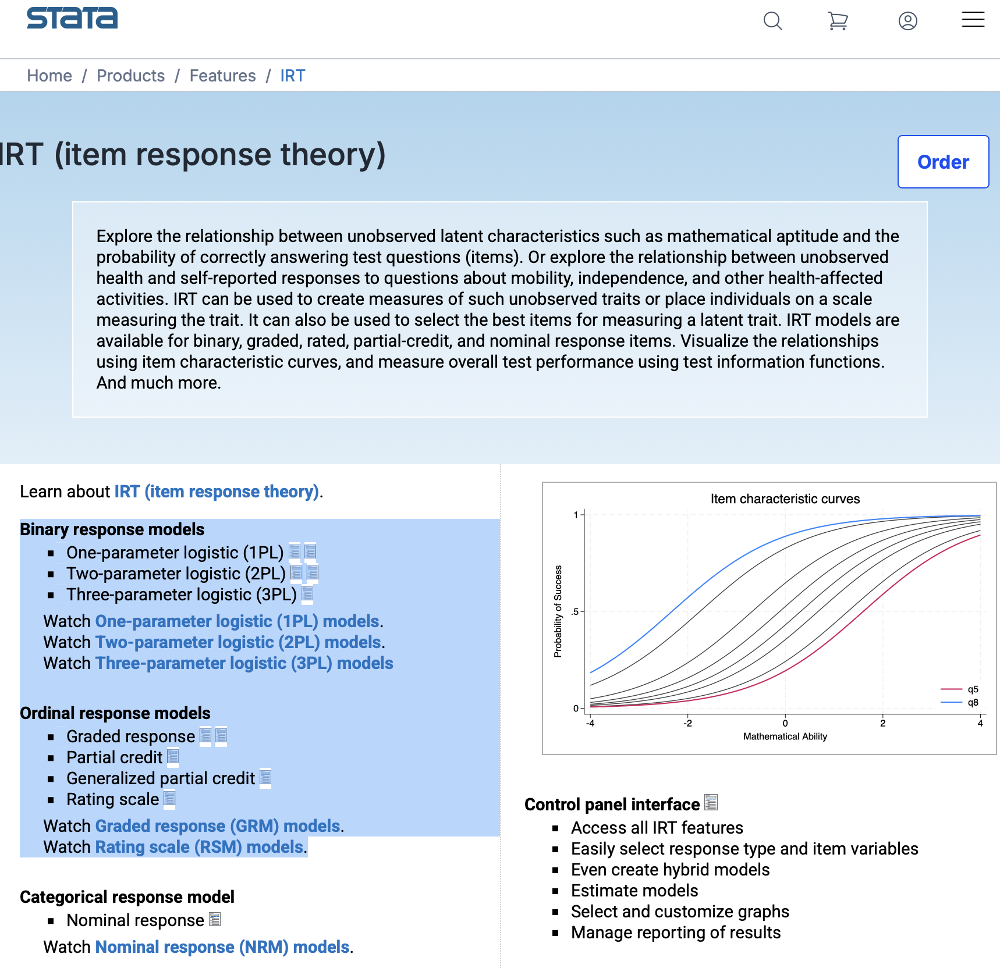 stata
Home / Products / Features / IRT
IRT (item response theory)
Order
Explore the relationship between unobserved latent characteristics such as mathematical aptitude and the
probability of correctly answering test questions (items). Or explore the relationship between unobserved
health and self-reported responses to questions about mobility, independence, and other health-affected
activities. IRT can be used to create measures of such unobserved traits or place individuals on a scale
measuring the trait. It can also be used to select the best items for measuring a latent trait. IRT models are
available for binary, graded, rated, partial-credit, and nominal response items. Visualize the relationships
using item characteristic curves, and measure overall test performance using test information functions.
And much more.
Learn about IRT (item response theory).
Binary response models
▪ One-parameter logistic (1PL)
▪ Two-parameter logistic (2PL)
▪ Three-parameter logistic (3PL)
Watch One-parameter logistic (1PL) models.
Watch Two-parameter logistic (2PL) models.
Watch Three-parameter logistic (3PL) models
Ordinal response models
▪ Graded response
▪ Partial credit
▪ Generalized partial credit
▪ Rating scale
Watch Graded response (GRM) models.
Watch Rating scale (RSM) models.
Categorical response model
▪ Nominal response
Watch Nominal response (NRM) models.
Item characteristic curves
Probability of Success
1
.5
0
q5
q8
-4 -2 0 2 4
Mathematical Ability
Control panel interface
▪ Access all IRT features
▪ Easily select response type and item variables
▪ Even create hybrid models
▪ Estimate models
▪ Select and customize graphs
▪ Manage reporting of results